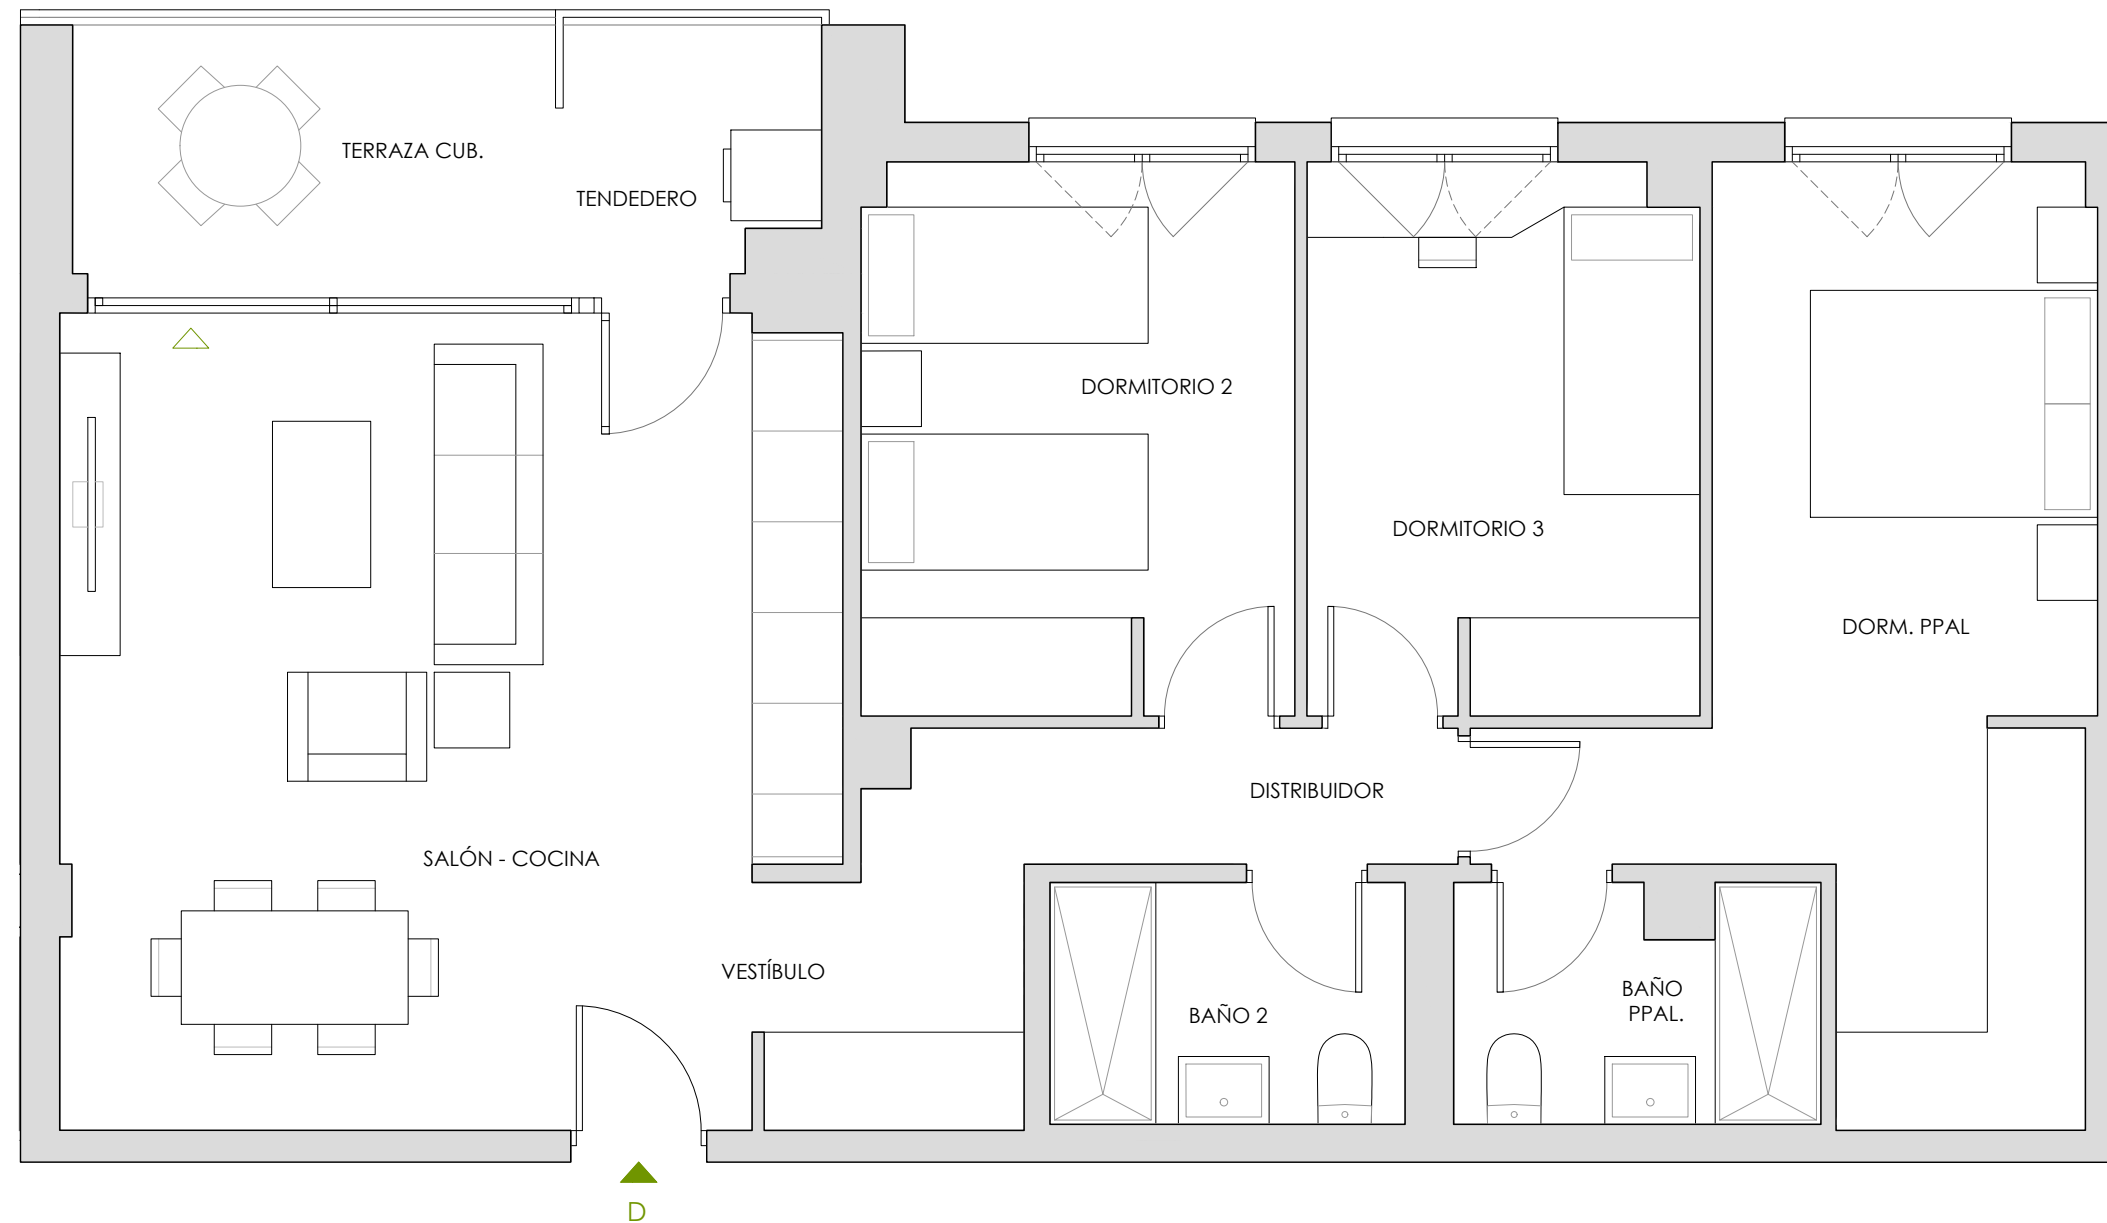 TERRAZA CUB.
TENDEDERO
DORMITORIO 2
DORMITORIO 3
DORM. PPAL
DISTRIBUIDOR
SALÓN - COCINA
VESTÍBULO
BAÑO 2
BAÑO
PPAL.
D